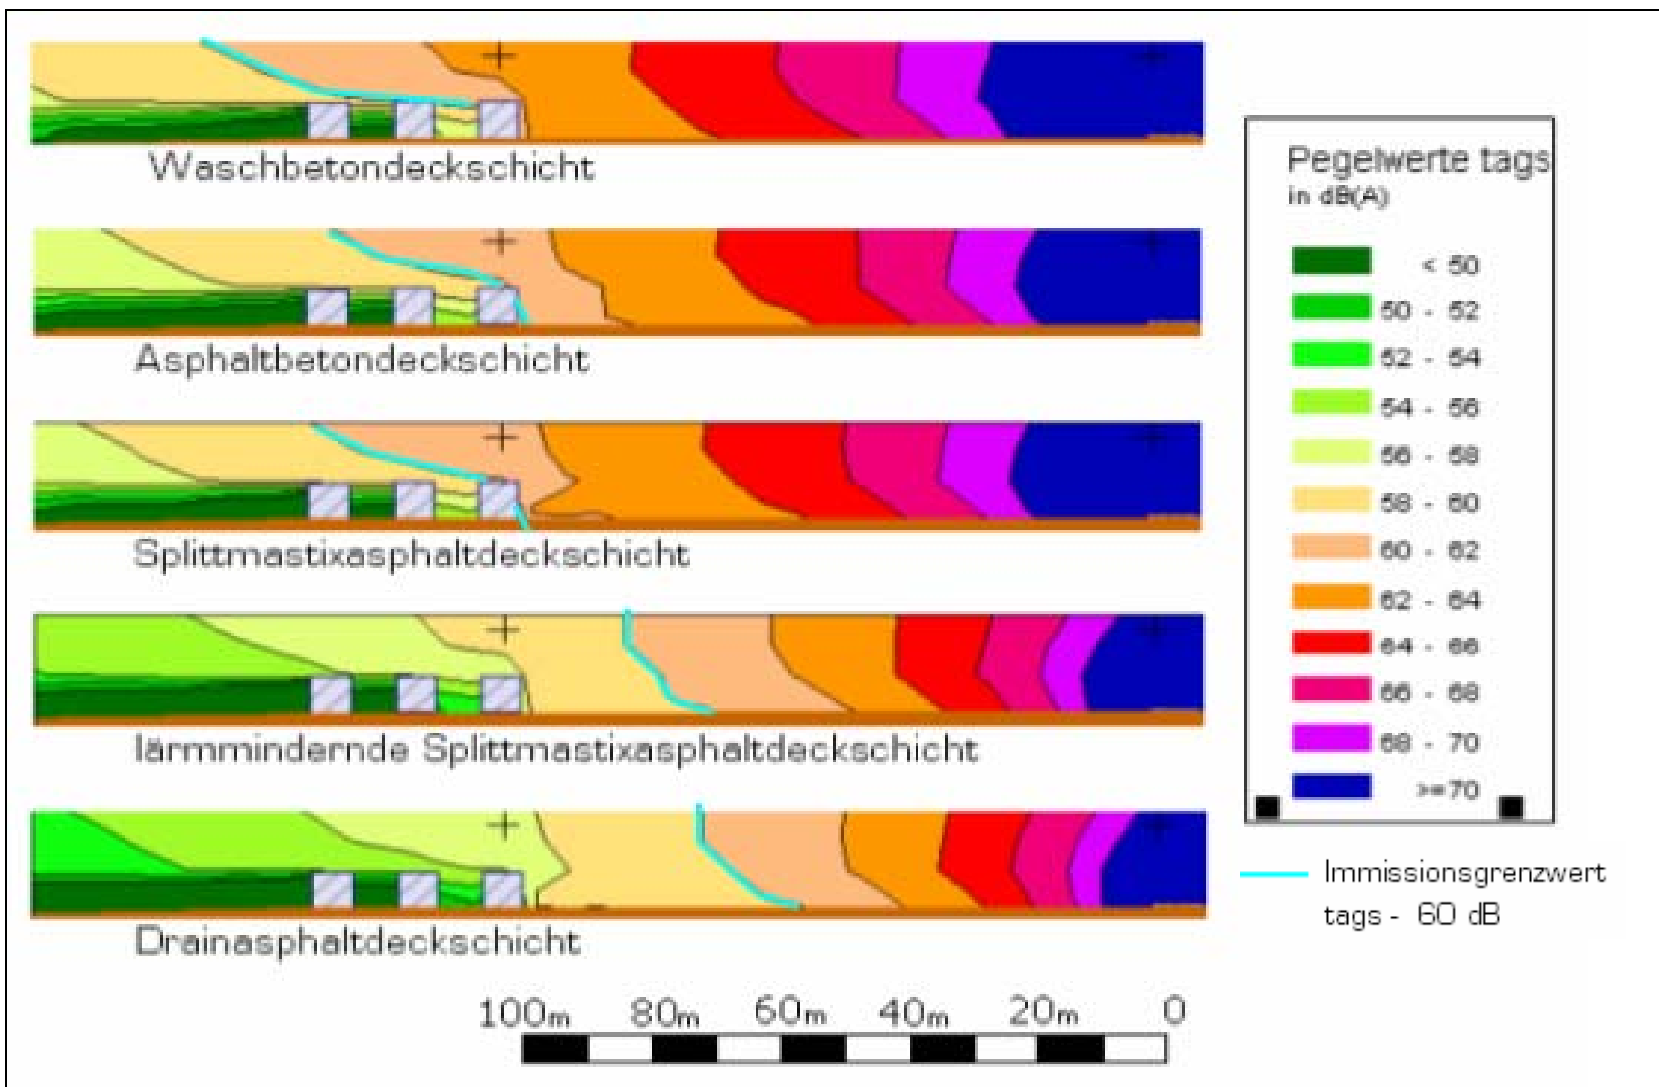 Waschbetondeckschicht
Asphaltbetondeckschicht
Splittmastixasphaltdeckschicht
lärmmindernde Splittmastixasphaltdeckschicht
Drainasphaltdeckschicht
100m 80m 60m 40m 20m 0
Pegelwerte tags
in dB(A)
< 50
50 - 52
52 - 54
54 - 56
56 - 58
58 - 60
60 - 62
62 - 64
64 - 66
66 - 68
68 - 70
>=70
Immissionsgrenzwert
tags - 60 dB